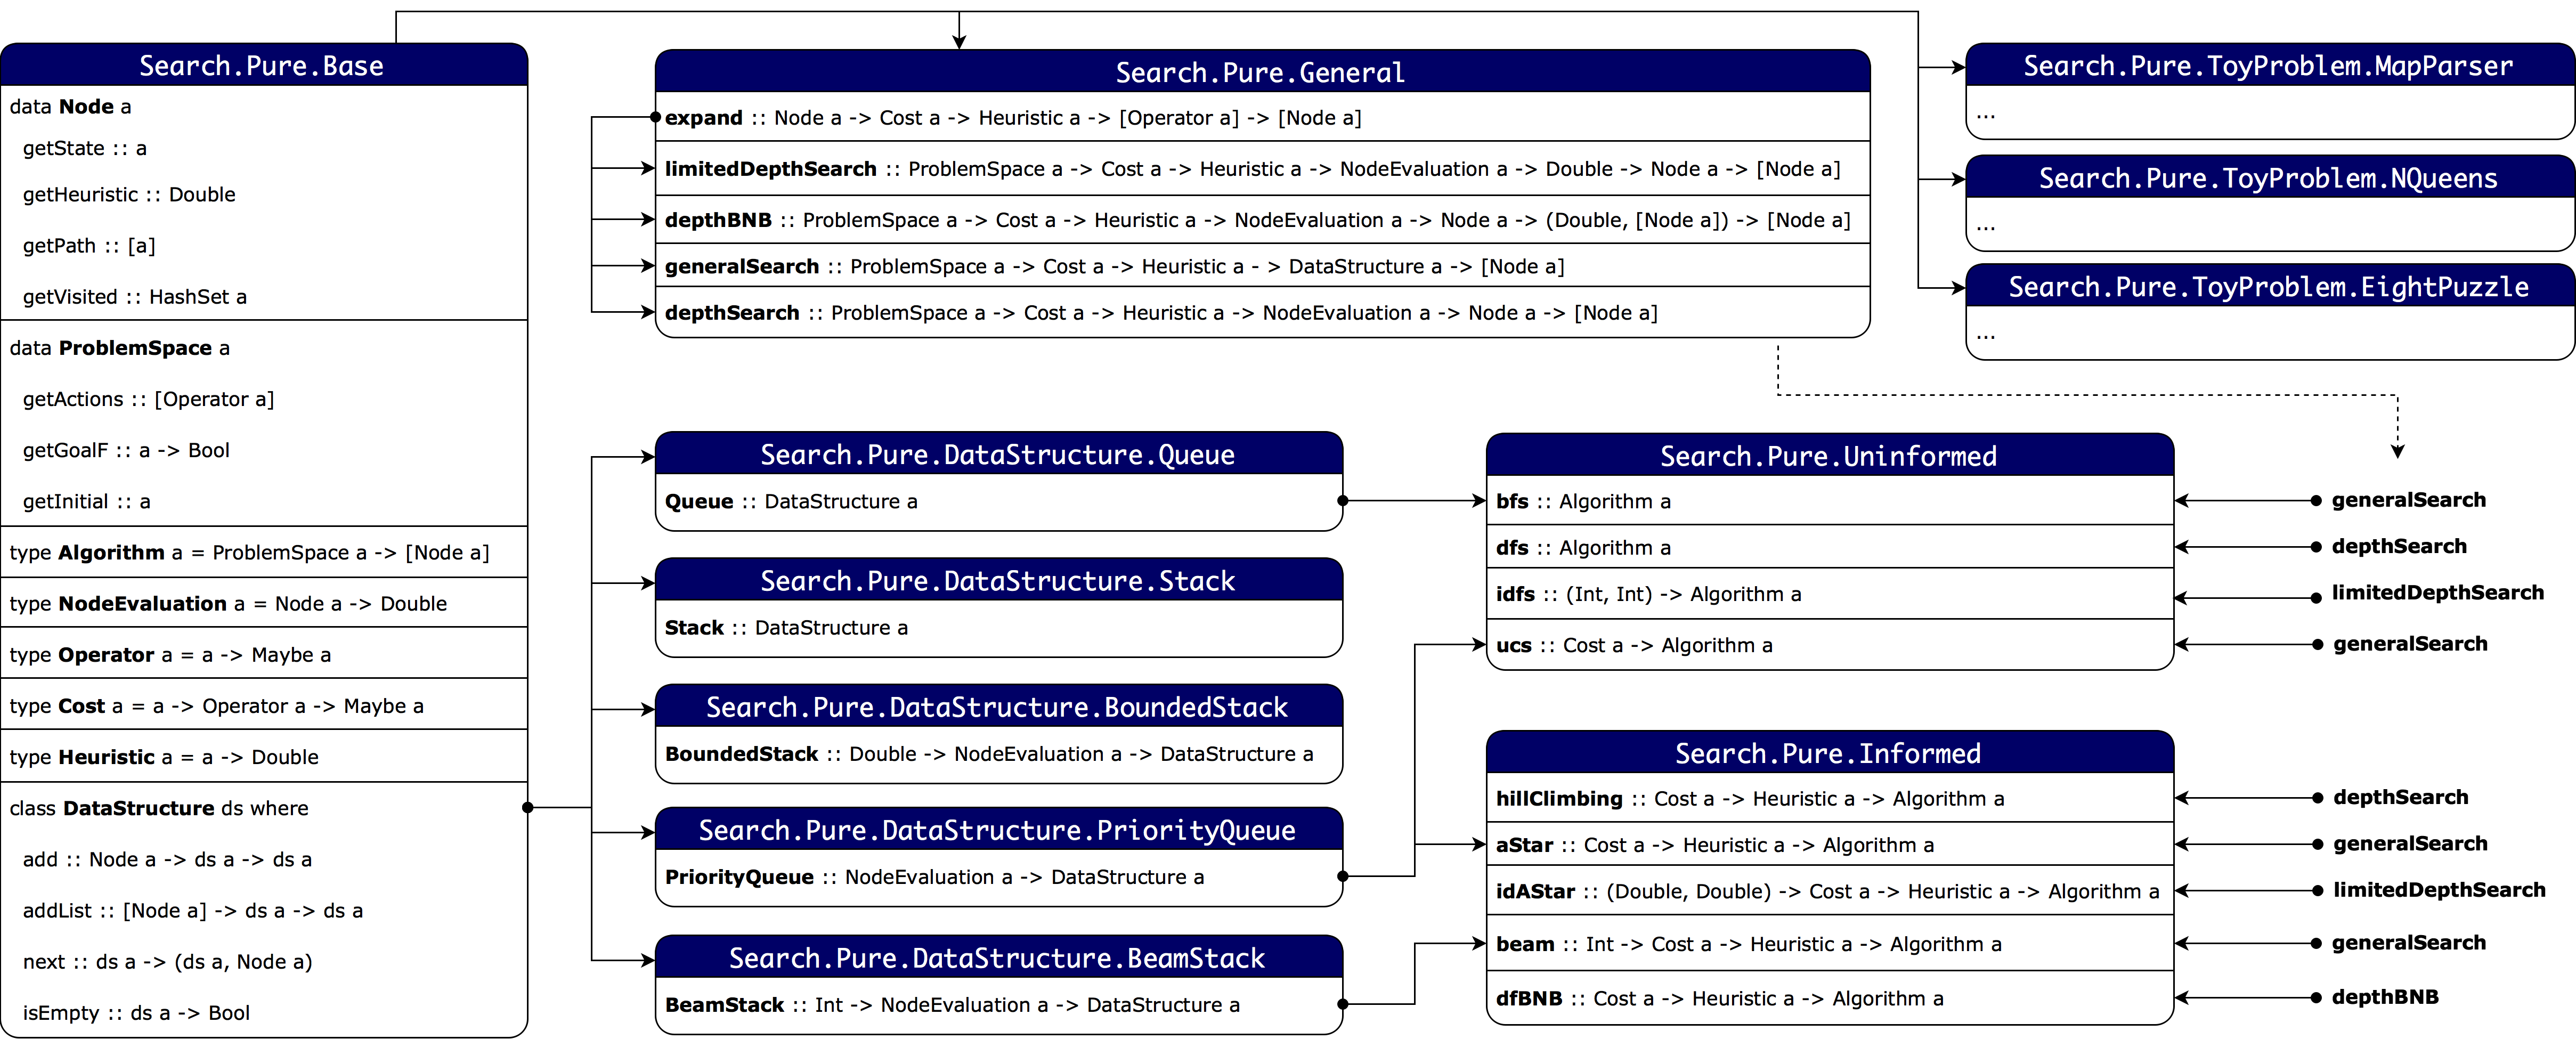 Search.Pure.Base
data Node a
getState :: a
getHeuristic :: Double
getPath :: [a]
getVisited :: HashSet a
data ProblemSpace a
getActions :: [Operator a]
getGoalF :: a -> Bool
getInitial :: a
type Algorithm a = ProblemSpace a -> [Node a]
type NodeEvaluation a = Node a -> Double
type Operator a = a -> Maybe a
type Cost a = a -> Operator a -> Maybe a
type Heuristic a = a -> Double
class DataStructure ds where
add :: Node a -> ds a -> ds a
addList :: [Node a] -> ds a -> ds a
next :: ds a -> (ds a, Node a)
isEmpty :: ds a -> Bool
Search.Pure.General
expand :: Node a -> Cost a -> Heuristic a -> [Operator a] -> [Node a]
limitedDepthSearch :: ProblemSpace a -> Cost a -> Heuristic a -> NodeEvaluation a -> Double -> Node a -> [Node a]
depthBNB :: ProblemSpace a -> Cost a -> Heuristic a -> NodeEvaluation a -> Node a -> (Double, [Node a]) -> [Node a]
generalSearch :: ProblemSpace a -> Cost a -> Heuristic a - > DataStructure a -> [Node a]
depthSearch :: ProblemSpace a -> Cost a -> Heuristic a -> NodeEvaluation a -> Node a -> [Node a]
Search.Pure.ToyProblem.MapParser
...
Search.Pure.ToyProblem.NQueens
...
Search.Pure.ToyProblem.EightPuzzle
...
Search.Pure.DataStructure.Queue
Queue :: DataStructure a
Search.Pure.DataStructure.Stack
Stack :: DataStructure a
Search.Pure.DataStructure.BoundedStack
BoundedStack :: Double -> NodeEvaluation a -> DataStructure a
Search.Pure.DataStructure.PriorityQueue
PriorityQueue :: NodeEvaluation a -> DataStructure a
Search.Pure.DataStructure.BeamStack
BeamStack :: Int -> NodeEvaluation a -> DataStructure a
Search.Pure.Uninformed
bfs :: Algorithm a
dfs :: Algorithm a
idfs :: (Int, Int) -> Algorithm a
ucs :: Cost a -> Algorithm a
generalSearch
depthSearch
limitedDepthSearch
generalSearch
Search.Pure.Informed
hillClimbing :: Cost a -> Heuristic a -> Algorithm a
aStar :: Cost a -> Heuristic a -> Algorithm a
idAStar :: (Double, Double) -> Cost a -> Heuristic a -> Algorithm a
beam :: Int -> Cost a -> Heuristic a -> Algorithm a
dfBNB :: Cost a -> Heuristic a -> Algorithm a
depthSearch
generalSearch
limitedDepthSearch
generalSearch
depthBNB